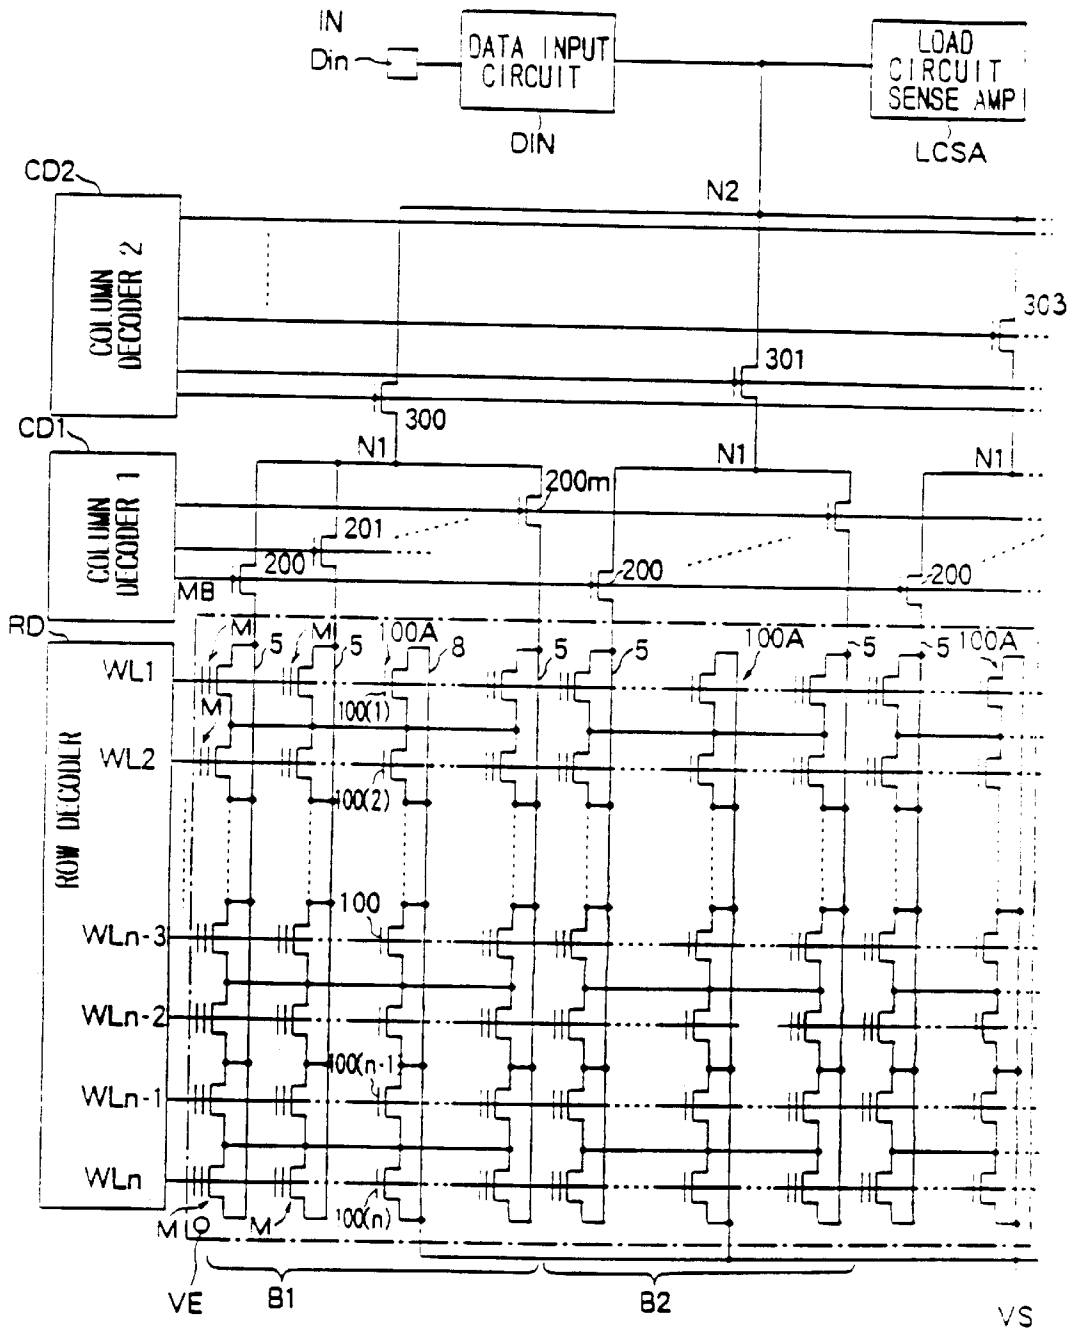 IN
Din
DATA INPUT
CIRCUIT
LOAD
CIRCUIT
SENSE AMP
DIN
LCSA
CD2
N2
COLUMN
DECODER 2
303
301
300
CD1
N1
N1
N1
COLUMN
DECODER 1
200m
201
200
200
200
MB
RD
M
M
5
5
100A
8
5
5
100A
5
5
100A
WL1
100(1)
M
WL2
100(2)
ROW DECODER
100
WLn-3
WLn-2
100(n-1
WLn-1
WLn
M
M
100(n)
VE
B1
B2
VS